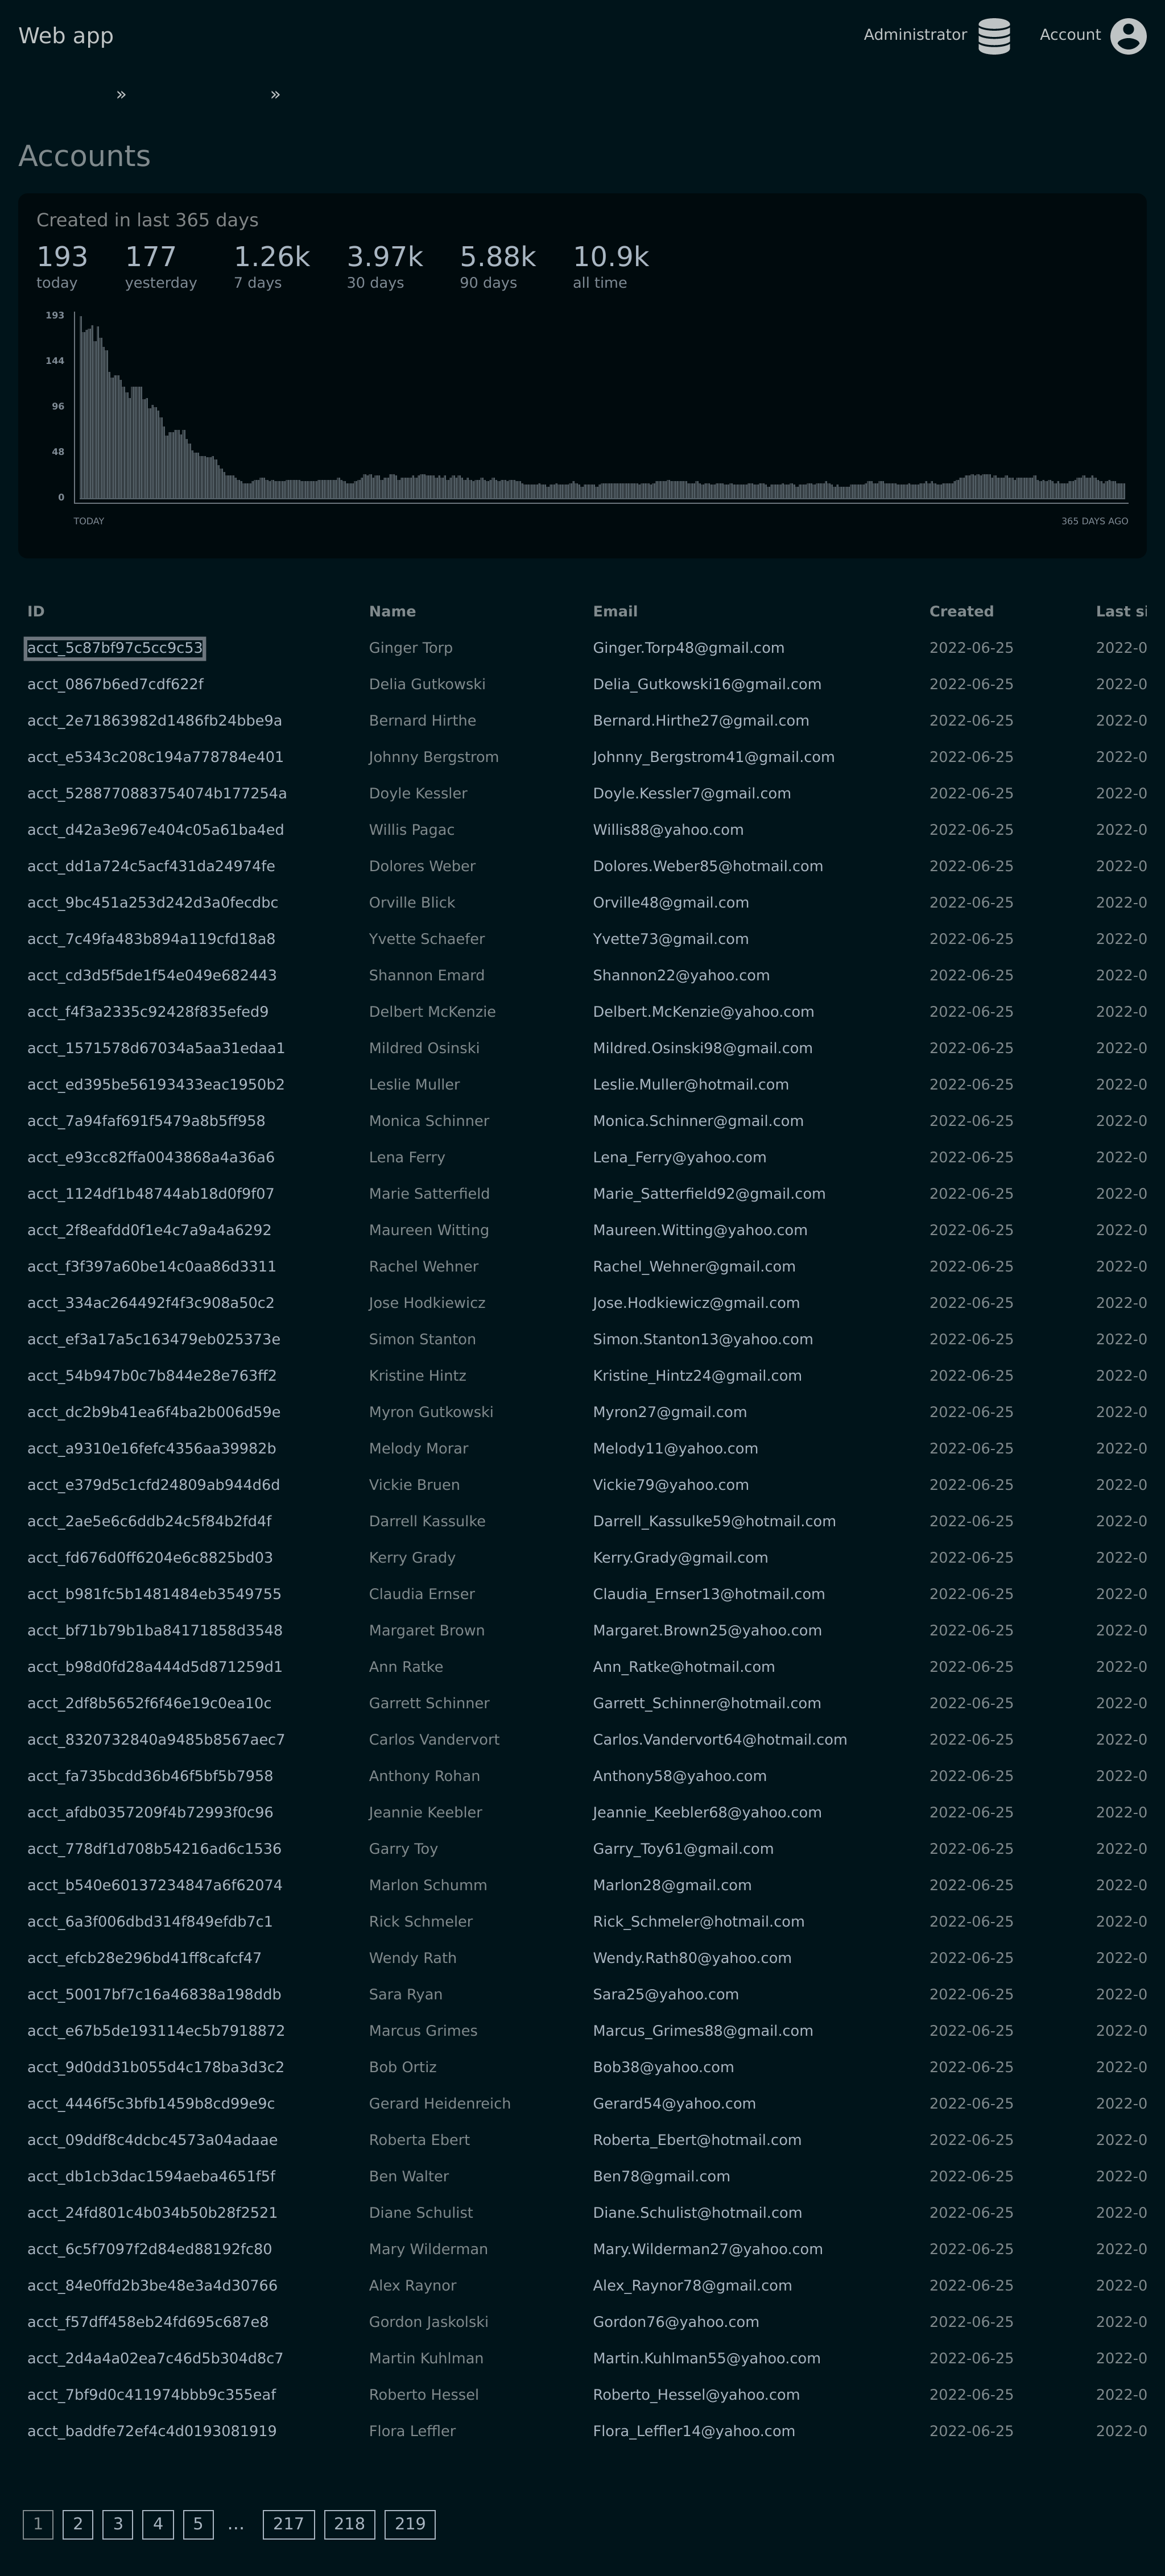 Web app Administrator Account
» »
Accounts
Created in last 365 days
193 177 1.26k 3.97k 5.88k 10.9k
today yesterday 7 days 30 days 90 days all time
193
144
96
48
0
TODAY 365 DAYS AGO
ID Name Email Created Last si
acct_5c87bf97c5cc9c53 Ginger Torp Ginger.Torp48@gmail.com 2022-06-25 2022-0
acct_0867b6ed7cdf622f Delia Gutkowski Delia_Gutkowski16@gmail.com 2022-06-25 2022-0
acct_2e71863982d1486fb24bbe9a Bernard Hirthe Bernard.Hirthe27@gmail.com 2022-06-25 2022-0
acct_e5343c208c194a778784e401 Johnny Bergstrom Johnny_Bergstrom41@gmail.com 2022-06-25 2022-0
acct_5288770883754074b177254a Doyle Kessler Doyle.Kessler7@gmail.com 2022-06-25 2022-0
acct_d42a3e967e404c05a61ba4ed Willis Pagac Willis88@yahoo.com 2022-06-25 2022-0
acct_dd1a724c5acf431da24974fe Dolores Weber Dolores.Weber85@hotmail.com 2022-06-25 2022-0
acct_9bc451a253d242d3a0fecdbc Orville Blick Orville48@gmail.com 2022-06-25 2022-0
acct_7c49fa483b894a119cfd18a8 Yvette Schaefer Yvette73@gmail.com 2022-06-25 2022-0
acct_cd3d5f5de1f54e049e682443 Shannon Emard Shannon22@yahoo.com 2022-06-25 2022-0
acct_f4f3a2335c92428f835efed9 Delbert McKenzie Delbert.McKenzie@yahoo.com 2022-06-25 2022-0
acct_1571578d67034a5aa31edaa1 Mildred Osinski Mildred.Osinski98@gmail.com 2022-06-25 2022-0
acct_ed395be56193433eac1950b2 Leslie Muller Leslie.Muller@hotmail.com 2022-06-25 2022-0
acct_7a94faf691f5479a8b5ff958 Monica Schinner Monica.Schinner@gmail.com 2022-06-25 2022-0
acct_e93cc82ffa0043868a4a36a6 Lena Ferry Lena_Ferry@yahoo.com 2022-06-25 2022-0
acct_1124df1b48744ab18d0f9f07 Marie Satterfield Marie_Satterfield92@gmail.com 2022-06-25 2022-0
acct_2f8eafdd0f1e4c7a9a4a6292 Maureen Witting Maureen.Witting@yahoo.com 2022-06-25 2022-0
acct_f3f397a60be14c0aa86d3311 Rachel Wehner Rachel_Wehner@gmail.com 2022-06-25 2022-0
acct_334ac264492f4f3c908a50c2 Jose Hodkiewicz Jose.Hodkiewicz@gmail.com 2022-06-25 2022-0
acct_ef3a17a5c163479eb025373e Simon Stanton Simon.Stanton13@yahoo.com 2022-06-25 2022-0
acct_54b947b0c7b844e28e763ff2 Kristine Hintz Kristine_Hintz24@gmail.com 2022-06-25 2022-0
acct_dc2b9b41ea6f4ba2b006d59e Myron Gutkowski Myron27@gmail.com 2022-06-25 2022-0
acct_a9310e16fefc4356aa39982b Melody Morar Melody11@yahoo.com 2022-06-25 2022-0
acct_e379d5c1cfd24809ab944d6d Vickie Bruen Vickie79@yahoo.com 2022-06-25 2022-0
acct_2ae5e6c6ddb24c5f84b2fd4f Darrell Kassulke Darrell_Kassulke59@hotmail.com 2022-06-25 2022-0
acct_fd676d0ff6204e6c8825bd03 Kerry Grady Kerry.Grady@gmail.com 2022-06-25 2022-0
acct_b981fc5b1481484eb3549755 Claudia Ernser Claudia_Ernser13@hotmail.com 2022-06-25 2022-0
acct_bf71b79b1ba84171858d3548 Margaret Brown Margaret.Brown25@yahoo.com 2022-06-25 2022-0
acct_b98d0fd28a444d5d871259d1 Ann Ratke Ann_Ratke@hotmail.com 2022-06-25 2022-0
acct_2df8b5652f6f46e19c0ea10c Garrett Schinner Garrett_Schinner@hotmail.com 2022-06-25 2022-0
acct_8320732840a9485b8567aec7 Carlos Vandervort Carlos.Vandervort64@hotmail.com 2022-06-25 2022-0
acct_fa735bcdd36b46f5bf5b7958 Anthony Rohan Anthony58@yahoo.com 2022-06-25 2022-0
acct_afdb0357209f4b72993f0c96 Jeannie Keebler Jeannie_Keebler68@yahoo.com 2022-06-25 2022-0
acct_778df1d708b54216ad6c1536 Garry Toy Garry_Toy61@gmail.com 2022-06-25 2022-0
acct_b540e60137234847a6f62074 Marlon Schumm Marlon28@gmail.com 2022-06-25 2022-0
acct_6a3f006dbd314f849efdb7c1 Rick Schmeler Rick_Schmeler@hotmail.com 2022-06-25 2022-0
acct_efcb28e296bd41ff8cafcf47 Wendy Rath Wendy.Rath80@yahoo.com 2022-06-25 2022-0
acct_50017bf7c16a46838a198ddb Sara Ryan Sara25@yahoo.com 2022-06-25 2022-0
acct_e67b5de193114ec5b7918872 Marcus Grimes Marcus_Grimes88@gmail.com 2022-06-25 2022-0
acct_9d0dd31b055d4c178ba3d3c2 Bob Ortiz Bob38@yahoo.com 2022-06-25 2022-0
acct_4446f5c3bfb1459b8cd99e9c Gerard Heidenreich Gerard54@yahoo.com 2022-06-25 2022-0
acct_09ddf8c4dcbc4573a04adaae Roberta Ebert Roberta_Ebert@hotmail.com 2022-06-25 2022-0
acct_db1cb3dac1594aeba4651f5f Ben Walter Ben78@gmail.com 2022-06-25 2022-0
acct_24fd801c4b034b50b28f2521 Diane Schulist Diane.Schulist@hotmail.com 2022-06-25 2022-0
acct_6c5f7097f2d84ed88192fc80 Mary Wilderman Mary.Wilderman27@yahoo.com 2022-06-25 2022-0
acct_84e0ffd2b3be48e3a4d30766 Alex Raynor Alex_Raynor78@gmail.com 2022-06-25 2022-0
acct_f57dff458eb24fd695c687e8 Gordon Jaskolski Gordon76@yahoo.com 2022-06-25 2022-0
acct_2d4a4a02ea7c46d5b304d8c7 Martin Kuhlman Martin.Kuhlman55@yahoo.com 2022-06-25 2022-0
acct_7bf9d0c411974bbb9c355eaf Roberto Hessel Roberto_Hessel@yahoo.com 2022-06-25 2022-0
acct_baddfe72ef4c4d0193081919 Flora Leffler Flora_Leffler14@yahoo.com 2022-06-25 2022-0
1 2 3 4 5 … 217 218 219